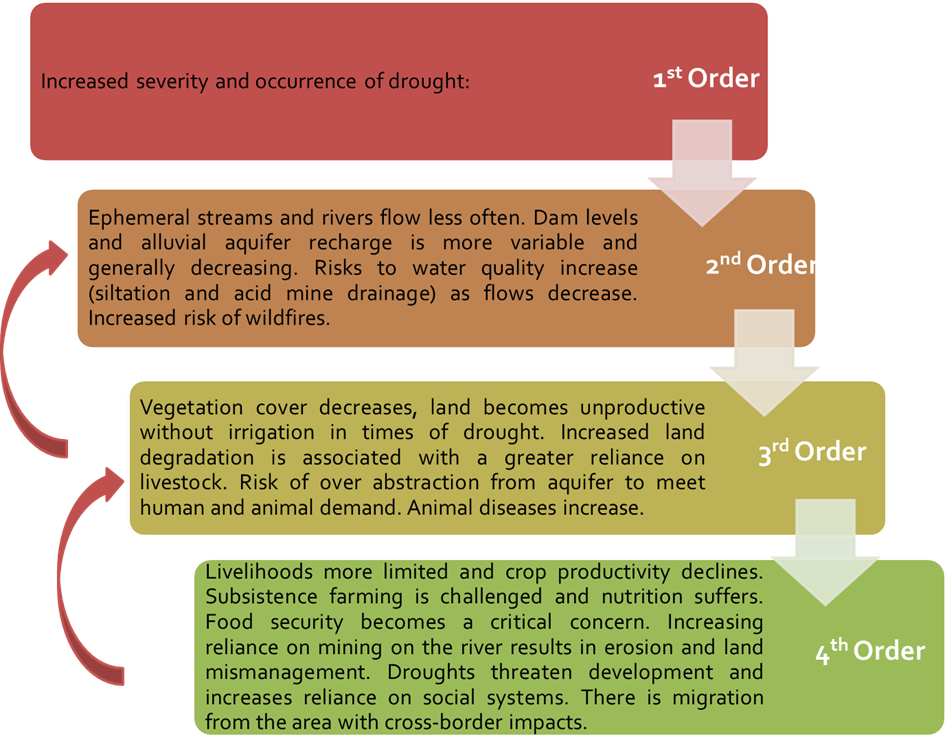 Increased severity and occurrence of drought:
1st Order
Ephemeral streams and rivers flow less often. Dam levels
and alluvial aquifer recharge is more variable and
generally decreasing. Risks to water quality increase
(siltation and acid mine drainage) as flows decrease.
Increased risk of wildfires.
2nd Order
Vegetation cover decreases, land becomes unproductive
without irrigation in times of drought. Increased land
degradation is associated with a greater reliance on
livestock. Risk of over abstraction from aquifer to meet
human and animal demand. Animal diseases increase.
3rd Order
Livelihoods more limited and crop productivity declines.
Subsistence farming is challenged and nutrition suffers.
Food security becomes a critical concern. Increasing
reliance on mining on the river results in erosion and land
mismanagement. Droughts threaten development and
increases reliance on social systems. There is migration
from the area with cross-border impacts.
4th Order